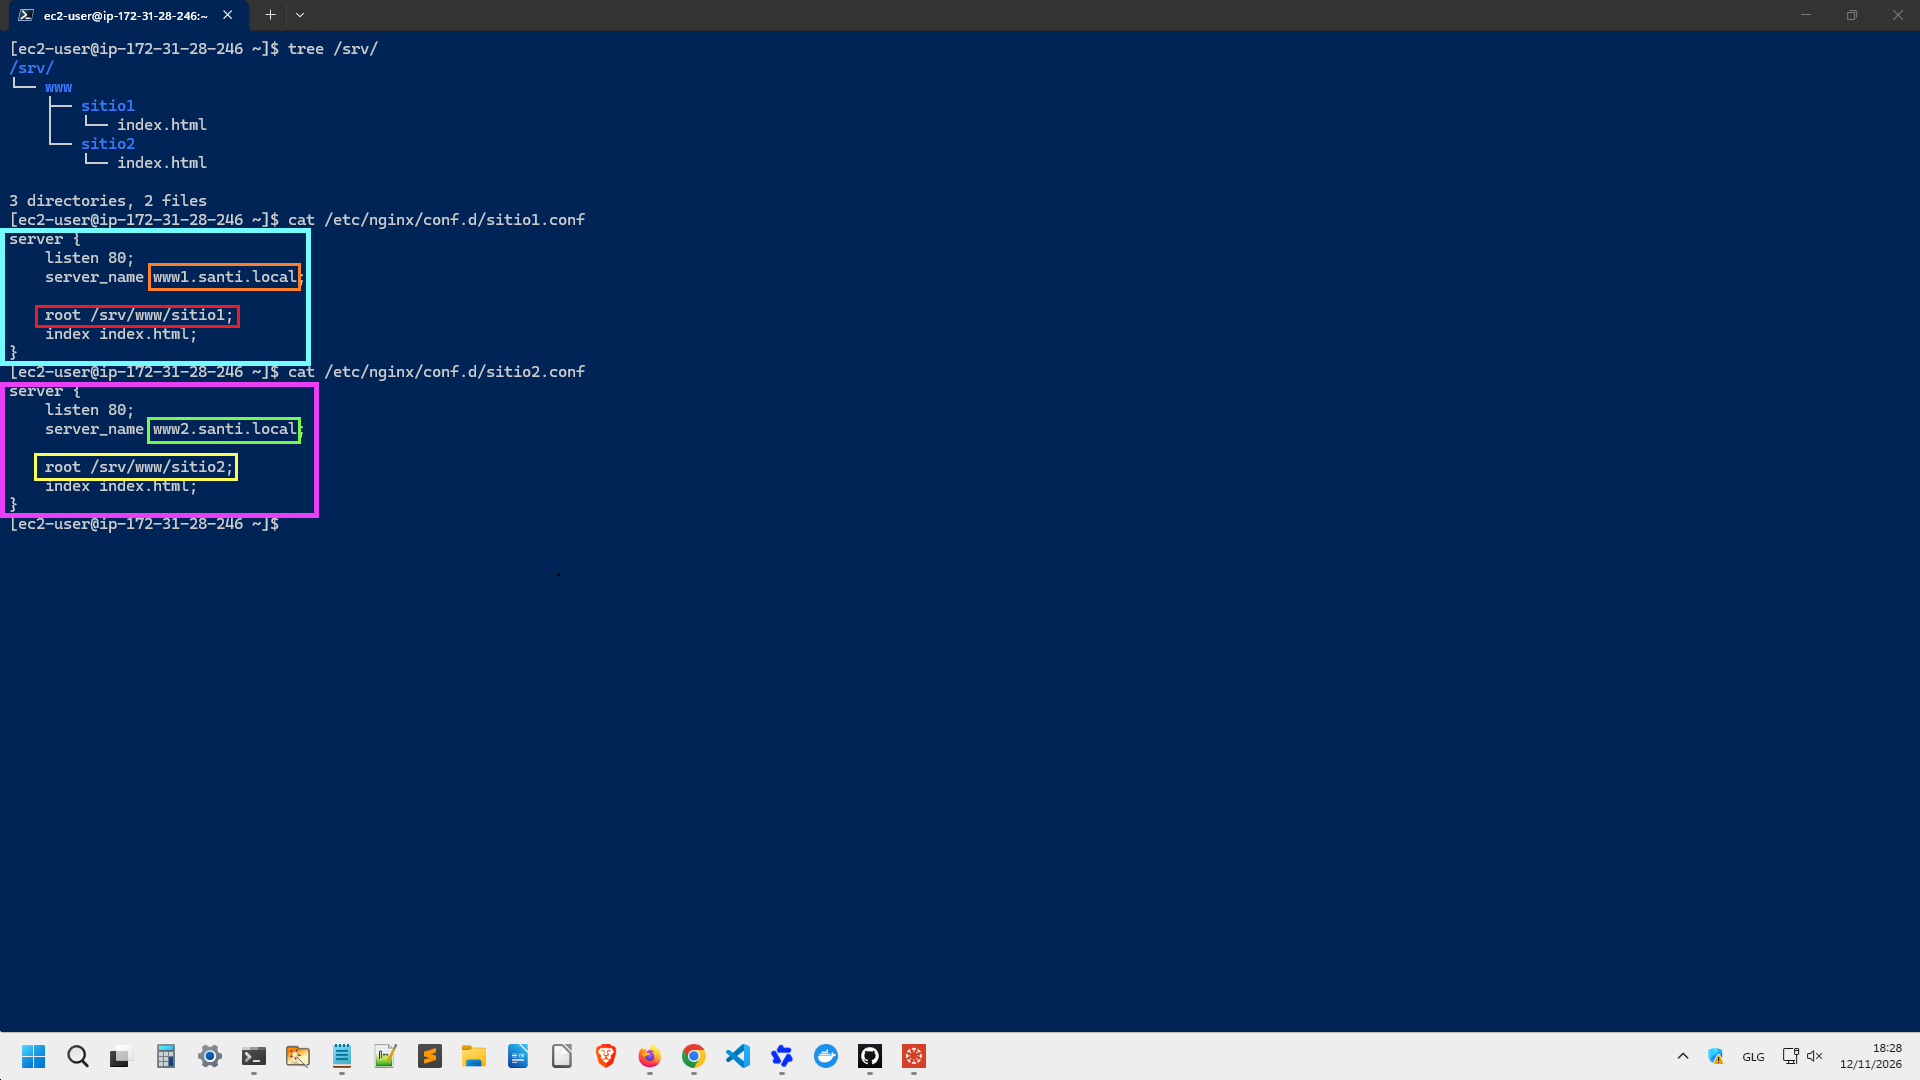 ec2-user@ip-172-31-28-246:~
[ec2-user@ip-172-31-28-246 ~]$ tree /srv/
/srv/
└── www
    ├── sitio1
    │   └── index.html
    └── sitio2
        └── index.html

3 directories, 2 files
[ec2-user@ip-172-31-28-246 ~]$ cat /etc/nginx/conf.d/sitio1.conf
server {
    listen 80;
    server_name www1.santi.local;

    root /srv/www/sitio1;
    index index.html;
}
[ec2-user@ip-172-31-28-246 ~]$ cat /etc/nginx/conf.d/sitio2.conf
server {
    listen 80;
    server_name www2.santi.local;

    root /srv/www/sitio2;
    index index.html;
}
[ec2-user@ip-172-31-28-246 ~]$
GLG
18:28
12/11/2026